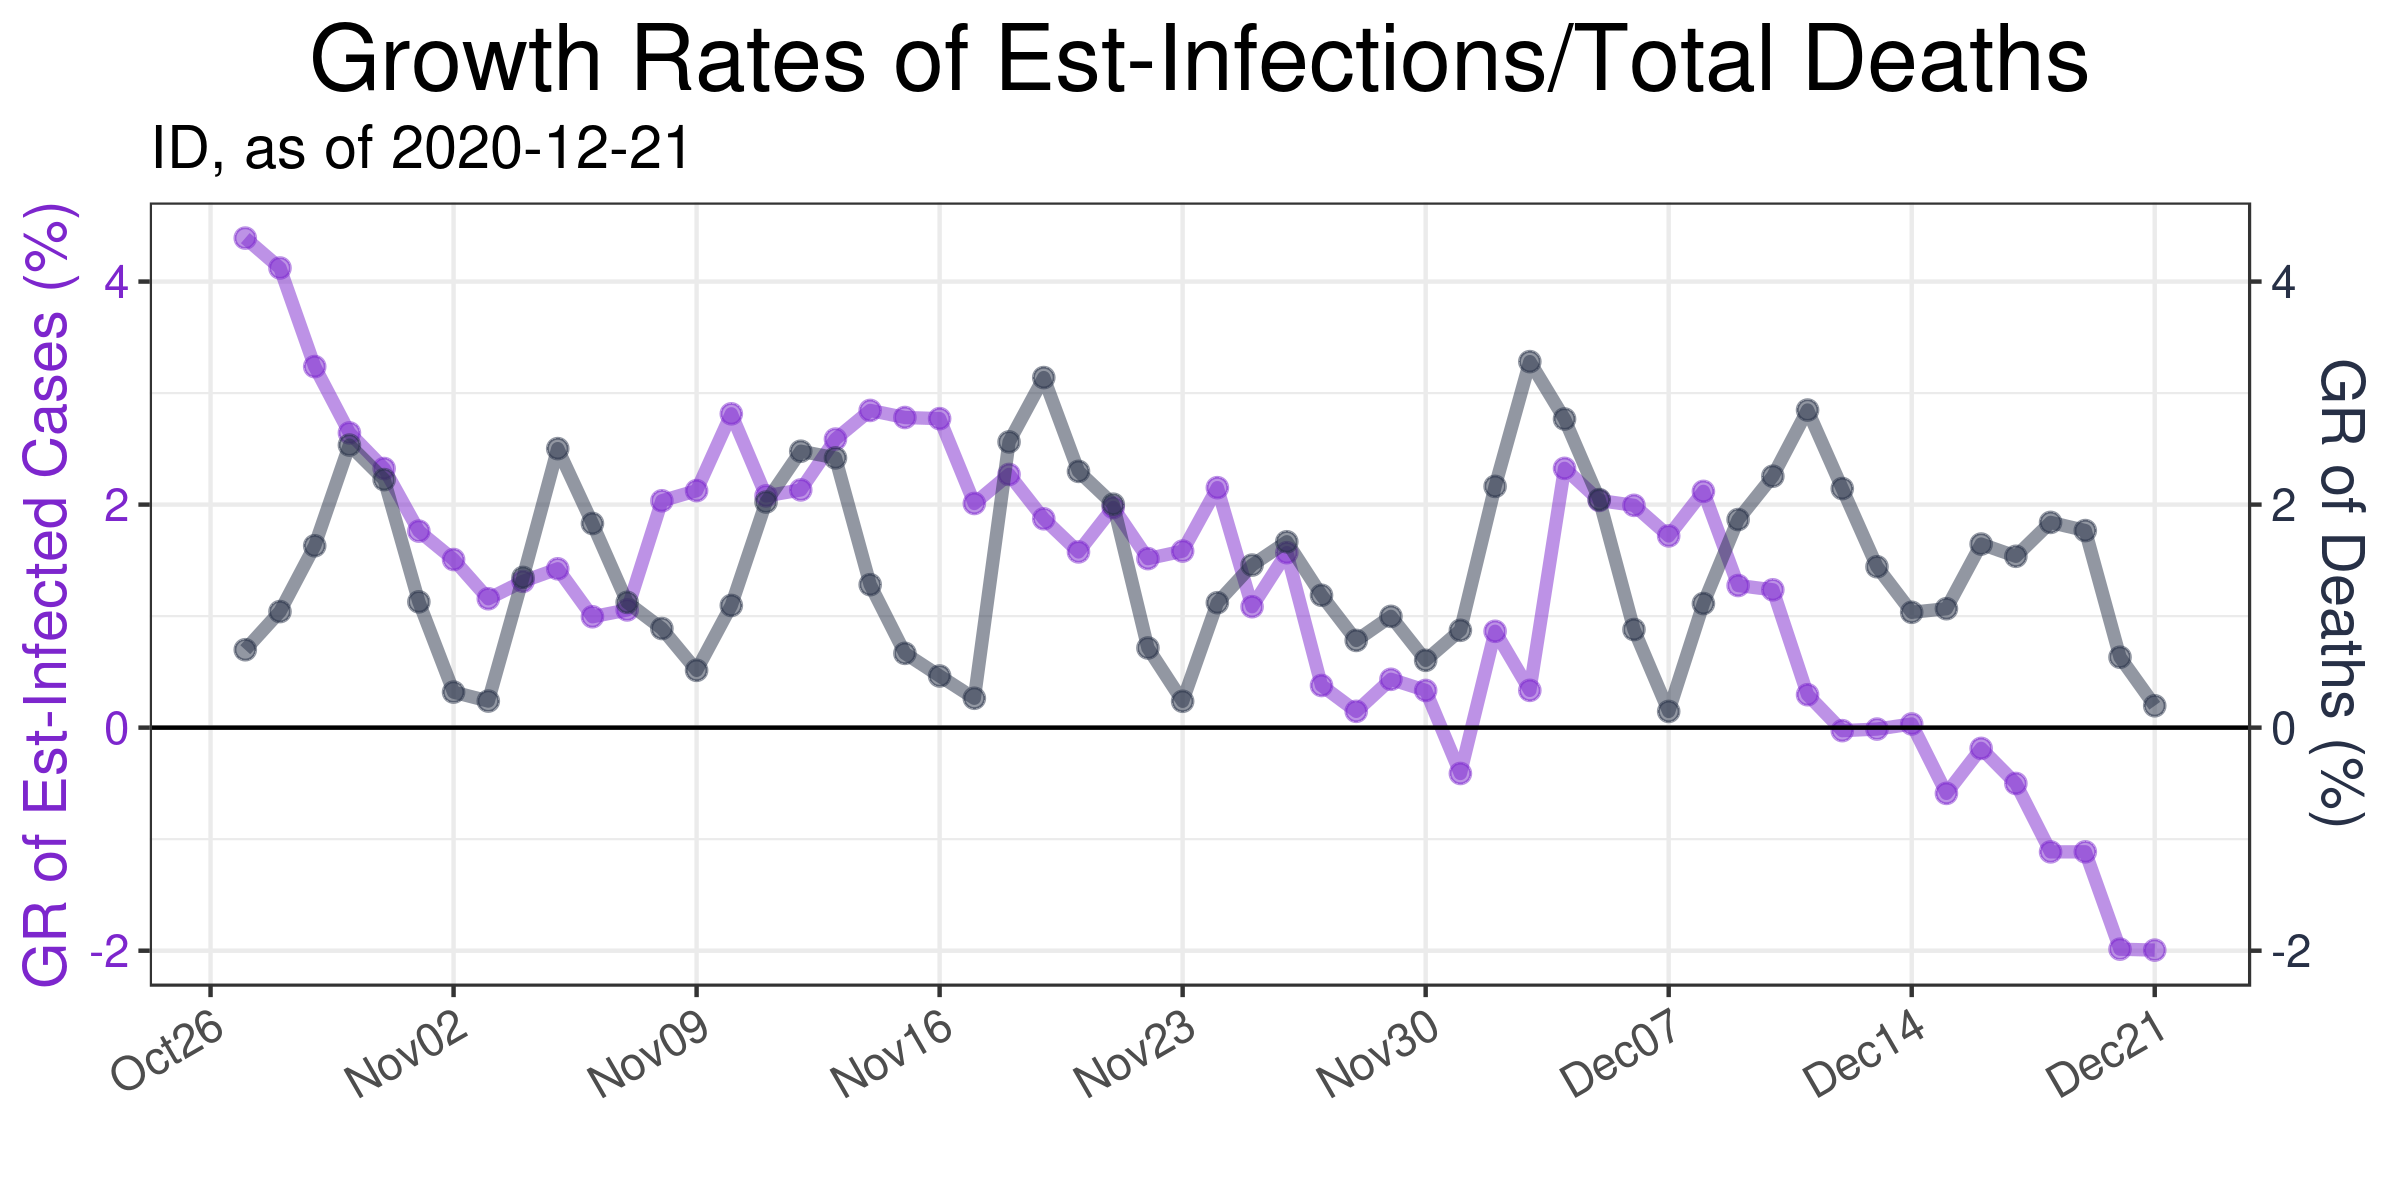 Growth Rates of Est-Infections/Total Deaths
ID, as of 2020-12-21
GR of Est-Infected Cases (%)
4
2
0
-2
4
2
0
-2
GR of Deaths (%)
Oct26
Nov02
Nov09
Nov16
Nov23
Nov30
Dec07
Dec14
Dec21